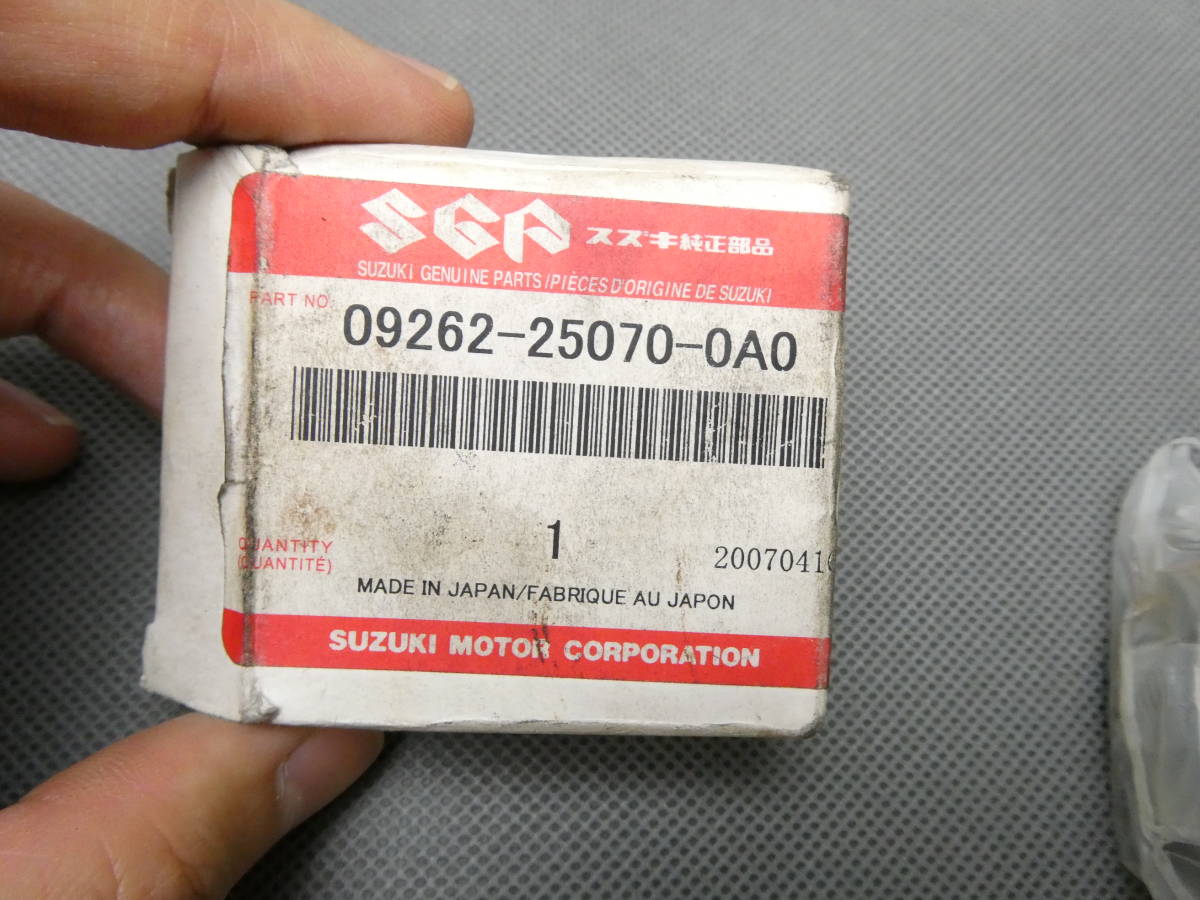 SGP スズキ純正部品
SUZUKI GENUINE PARTS/PIÈCES D'ORIGINE DE SUZUKI
PART NO. 09262-25070-0A0
QUANTITY 1
(QUANTITÉ) 2007041
MADE IN JAPAN/FABRIQUE AU JAPON
SUZUKI MOTOR CORPORATION